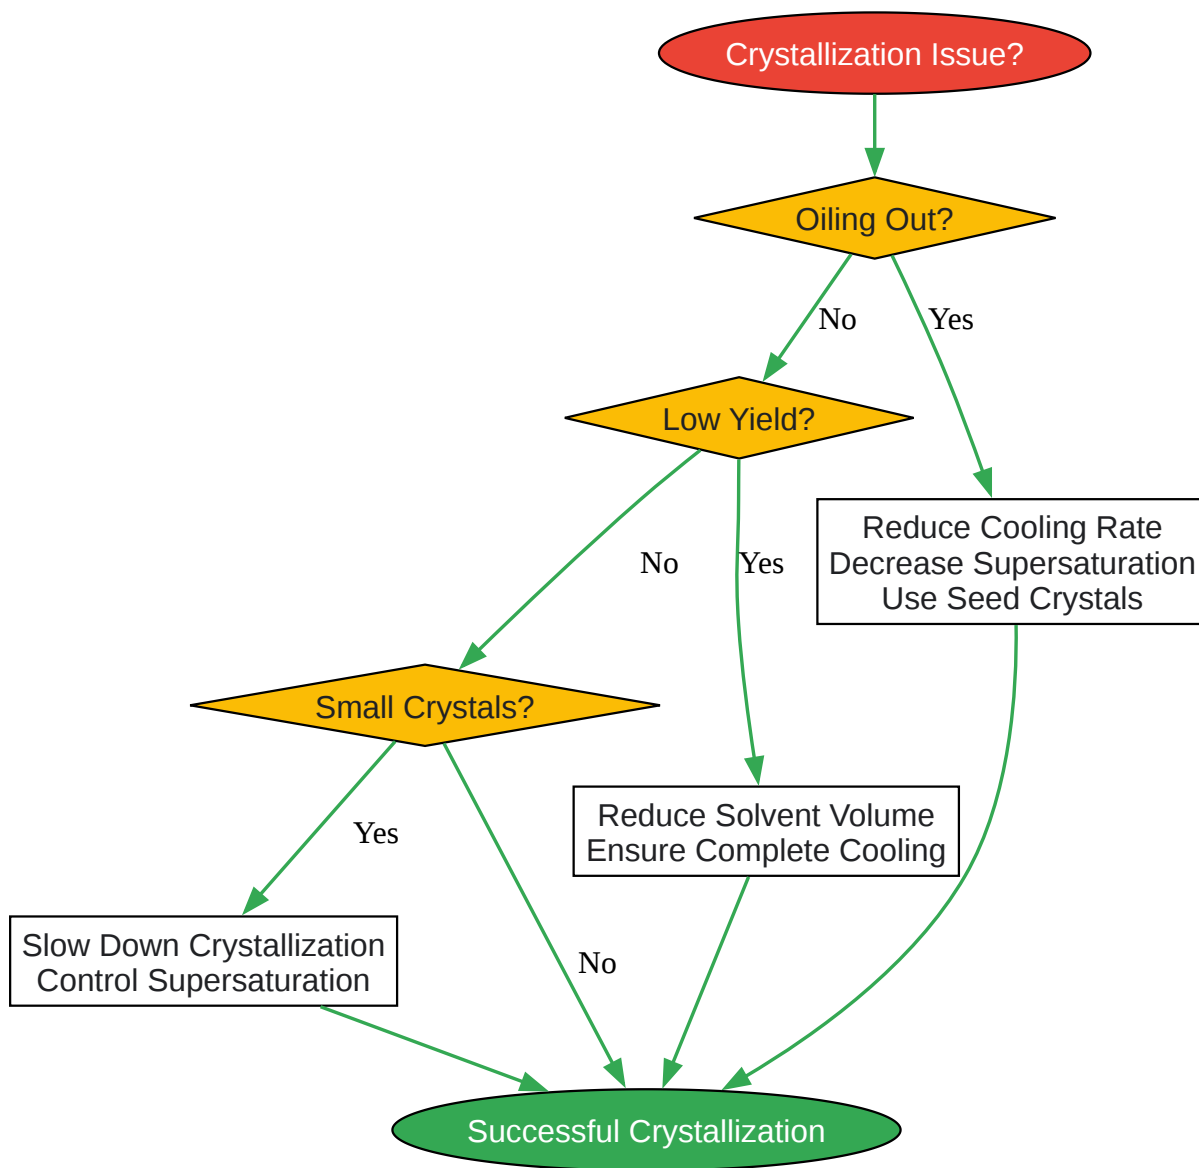 Crystallization Issue?
Oiling Out?
No
Yes
Low Yield?
Reduce Cooling Rate
Decrease Supersaturation
Use Seed Crystals
No
Yes
Small Crystals?
Reduce Solvent Volume
Ensure Complete Cooling
Yes
Slow Down Crystallization
Control Supersaturation
No
Successful Crystallization